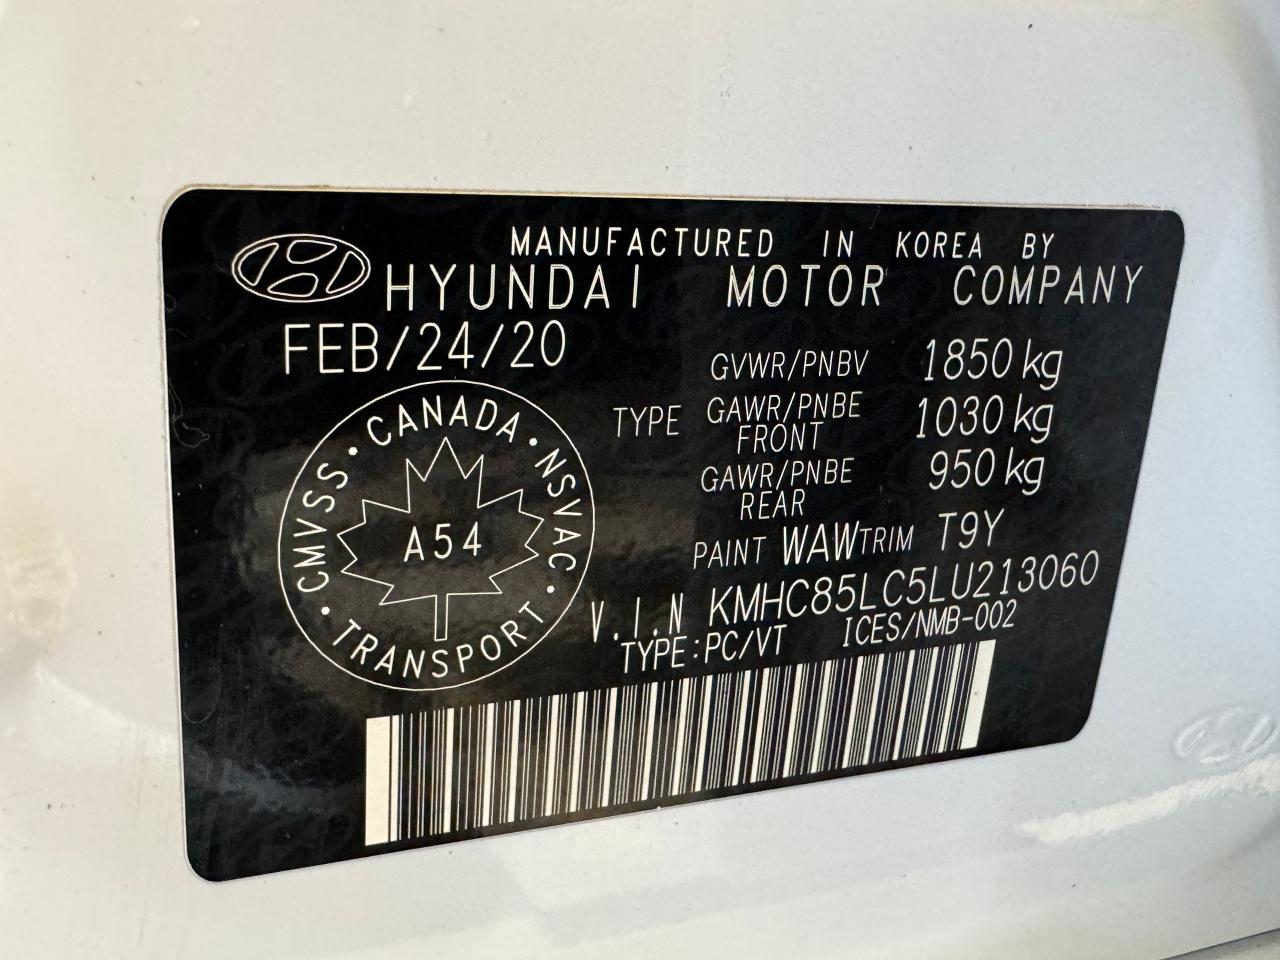 MANUFACTURED IN KOREA BY
HYUNDAI MOTOR COMPANY
FEB/24/20
GVWR/PNBV 1850 kg
TYPE GAWR/PNBE FRONT 1030 kg
GAWR/PNBE REAR 950 kg
PAINT WAW TRIM T9Y
V.I.N KMHC85LC5LU213060
TYPE:PC/VT ICES/NMB-002
CMVSS · CANADA · NSVAC · TRANSPORT ·
A54